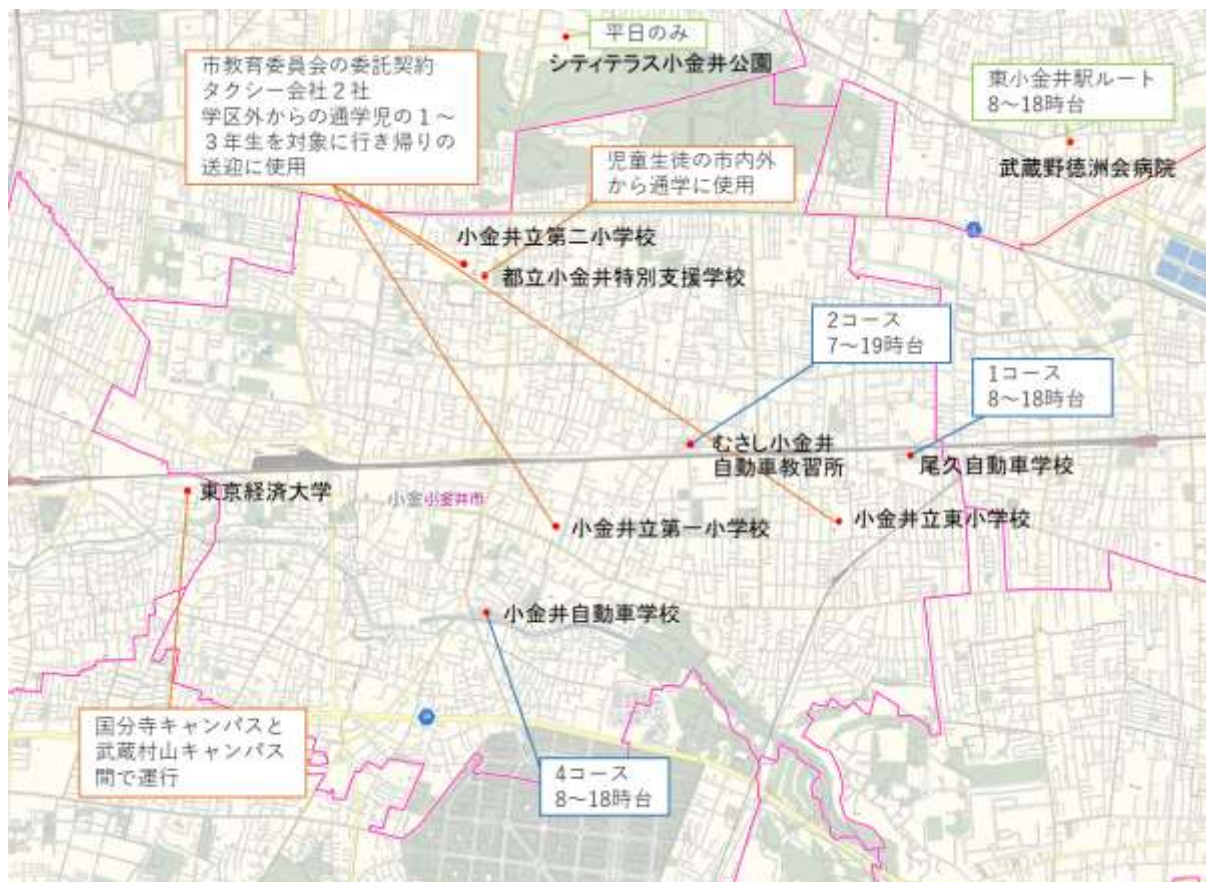 平日のみ
シティテラス小金井公園
市教育委員会の委託契約
タクシー会社２社
学区外からの通学児の１～
３年生を対象に行き帰りの
送迎に使用
東小金井駅ルート
8～18時台
武蔵野徳洲会病院
児童生徒の市内外
から通学に使用
小金井立第二小学校
都立小金井特別支援学校
2コース
7～19時台
1コース
8～18時台
むさし小金井
自動車教習所
尾久自動車学校
東京経済大学
小金井市
小金井立第一小学校
小金井立東小学校
小金井自動車学校
国分寺キャンパスと
武蔵村山キャンパス
間で運行
4コース
8～18時台